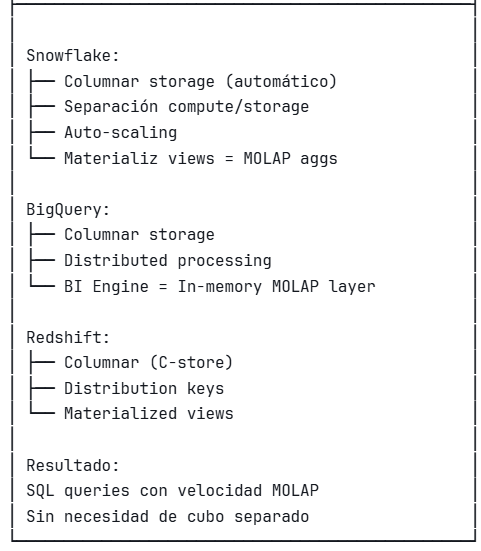 Snowflake:
├── Columnar storage (automático)
├── Separación compute/storage
├── Auto-scaling
└── Materializ views = MOLAP aggs
BigQuery:
├── Columnar storage
├── Distributed processing
└── BI Engine = In-memory MOLAP layer
Redshift:
├── Columnar (C-store)
├── Distribution keys
└── Materialized views
Resultado:
SQL queries con velocidad MOLAP
Sin necesidad de cubo separado